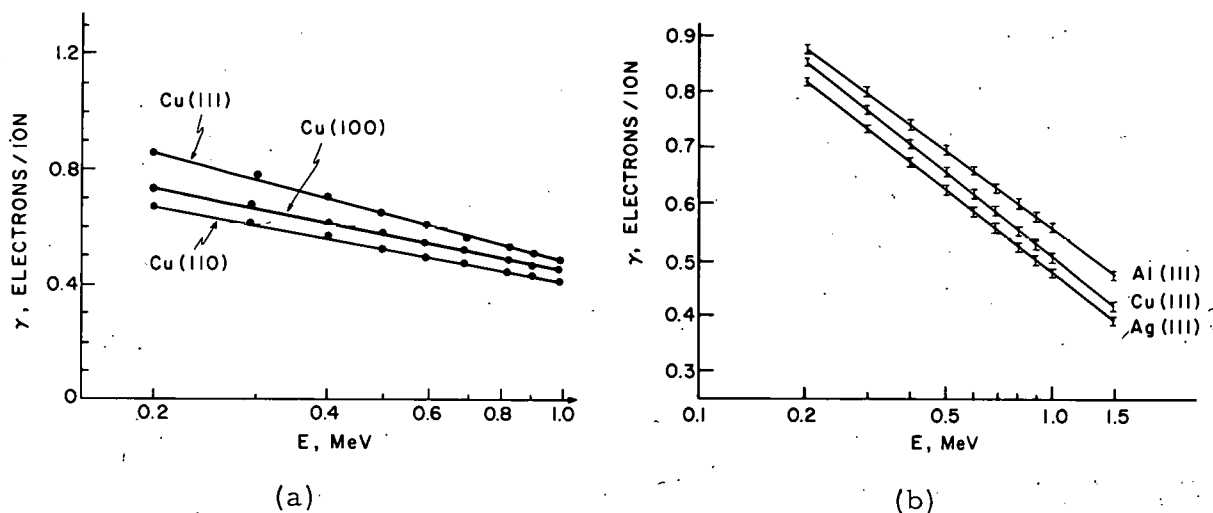 γ, ELECTRONS/ION
1.2
0.8
0.4
0
Cu(111)
Cu(100)
Cu(110)
0.2
0.4
0.6
0.8
1.0
E, MeV
(a)
γ, ELECTRONS/ION
0.9
0.8
0.7
0.6
0.5
0.4
0.3
Al(111)
Cu(111)
Ag(111)
0.1
0.2
0.5
1.0
1.5
E, MeV
(b)